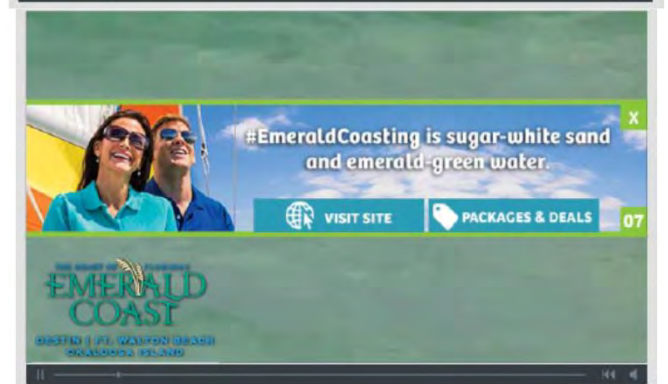 #EmeraldCoasting is sugar-white sand
and emerald-green water.
X
VISIT SITE
PACKAGES & DEALS
07
THE HEART OF FLORIDA'S
EMERALD
COAST
DESTIN | FT. WALTON BEACH
OKALOOSA ISLAND